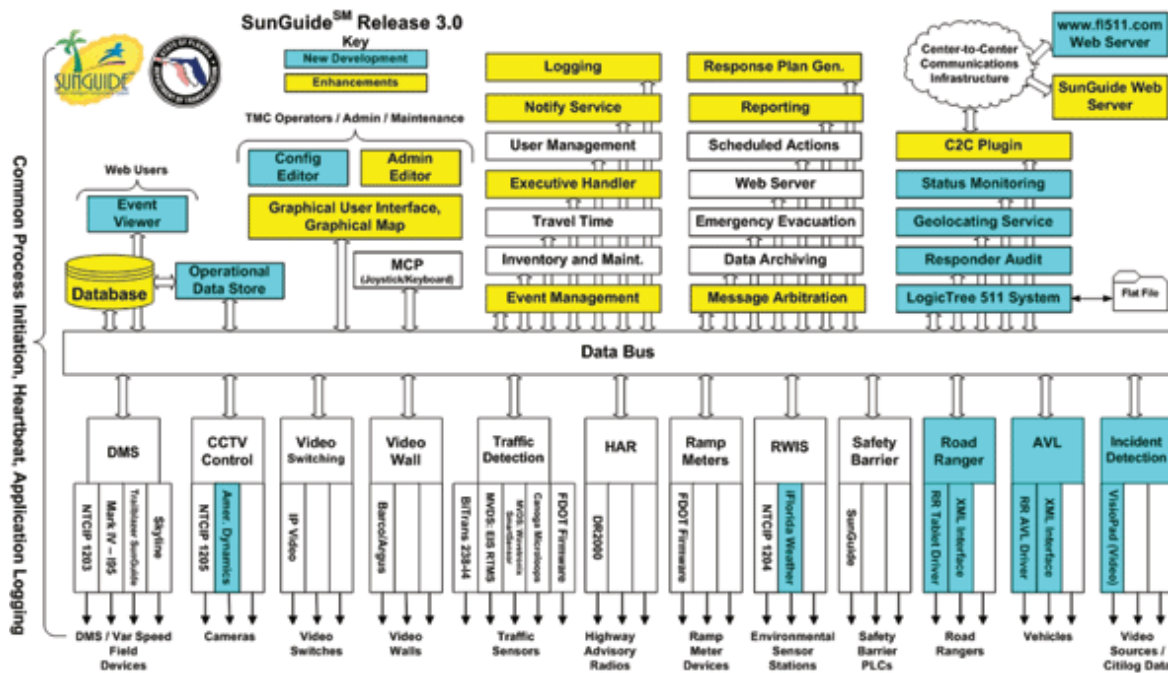 SunGuideSM Release 3.0
Key
New Development
Enhancements
SUNGUIDE
STATE OF FLORIDA
DEPARTMENT OF TRANSPORTATION
Common Process Initiation, Heartbeat, Application Logging
Web Users
Event
Viewer
Database
Operational
Data Store
TMC Operators / Admin / Maintenance
Config
Editor
Admin
Editor
Graphical User Interface,
Graphical Map
MCP
(Joystick/Keyboard)
Logging
Notify Service
User Management
Executive Handler
Travel Time
Inventory and Maint.
Event Management
Response Plan Gen.
Reporting
Scheduled Actions
Web Server
Emergency Evacuation
Data Archiving
Message Arbitration
Center-to-Center
Communications
Infrastructure
www.fl511.com
Web Server
SunGuide Web
Server
C2C Plugin
Status Monitoring
Geolocating Service
Responder Audit
LogicTree 511 System
Flat File
Data Bus
DMS
NTCIP 1203
Mark IV – I95
Trailblazer SunGuide
Skyline
DMS / Var Speed
Field
Devices
CCTV
Control
NTCIP 1205
Amer. Dynamics
Cameras
Video
Switching
IP Video
Video
Switches
Video
Wall
Barco/Argus
Video
Walls
Traffic
Detection
BiTrans 238-I4
MVDS: EIS RTMS
MVDS: Wavetronix
SmartSensor
Canoga Microloops
FDOT Firmware
Traffic
Sensors
HAR
DR2000
Highway
Advisory
Radios
Ramp
Meters
FDOT Firmware
Ramp
Meter
Devices
RWIS
NTCIP 1204
iFlorida Weather
Environmental
Sensor
Stations
Safety
Barrier
SunGuide
Safety
Barrier
PLCs
Road
Ranger
RR Tablet Driver
XML Interface
Road
Rangers
AVL
RR AVL Driver
XML Interface
Vehicles
Incident
Detection
VisioPad (Video)
Video
Sources /
Citilog Data